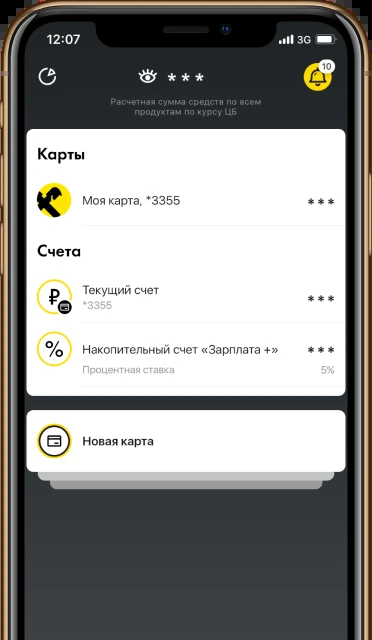 12:07
3G
10
***
Расчетная сумма средств по всем
продуктам по курсу ЦБ
Карты
Моя карта, *3355
***
Счета
₽
Текущий счет
***
*3355
%
Накопительный счет «Зарплата +»
***
Процентная ставка
5%
Новая карта